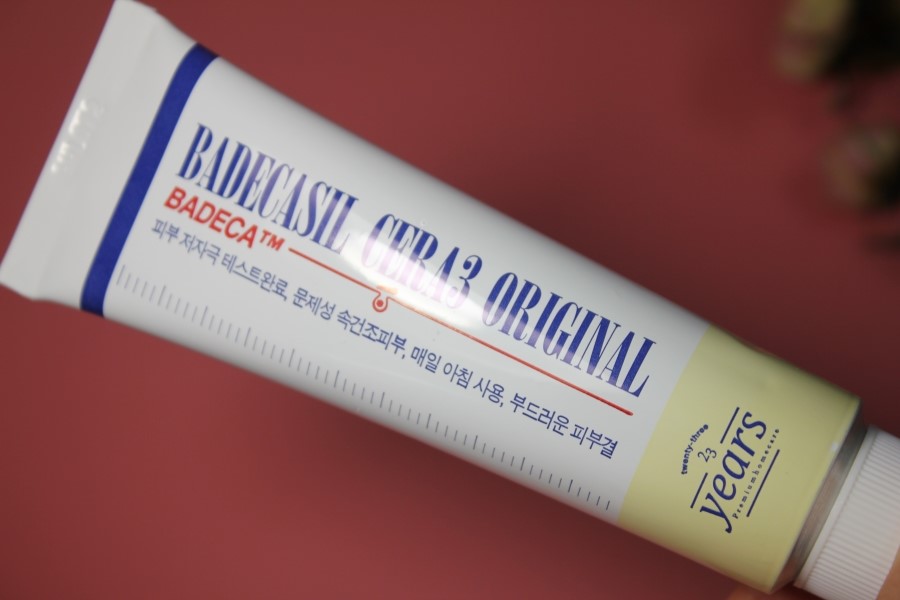 BADECASIL CERA3 ORIGINAL
BADECA™
피부 저자극 테스트완료, 문제성 속건조피부, 매일 아침 사용, 부드러운 피부결
twenty-three
23
years
Premiumhomecare